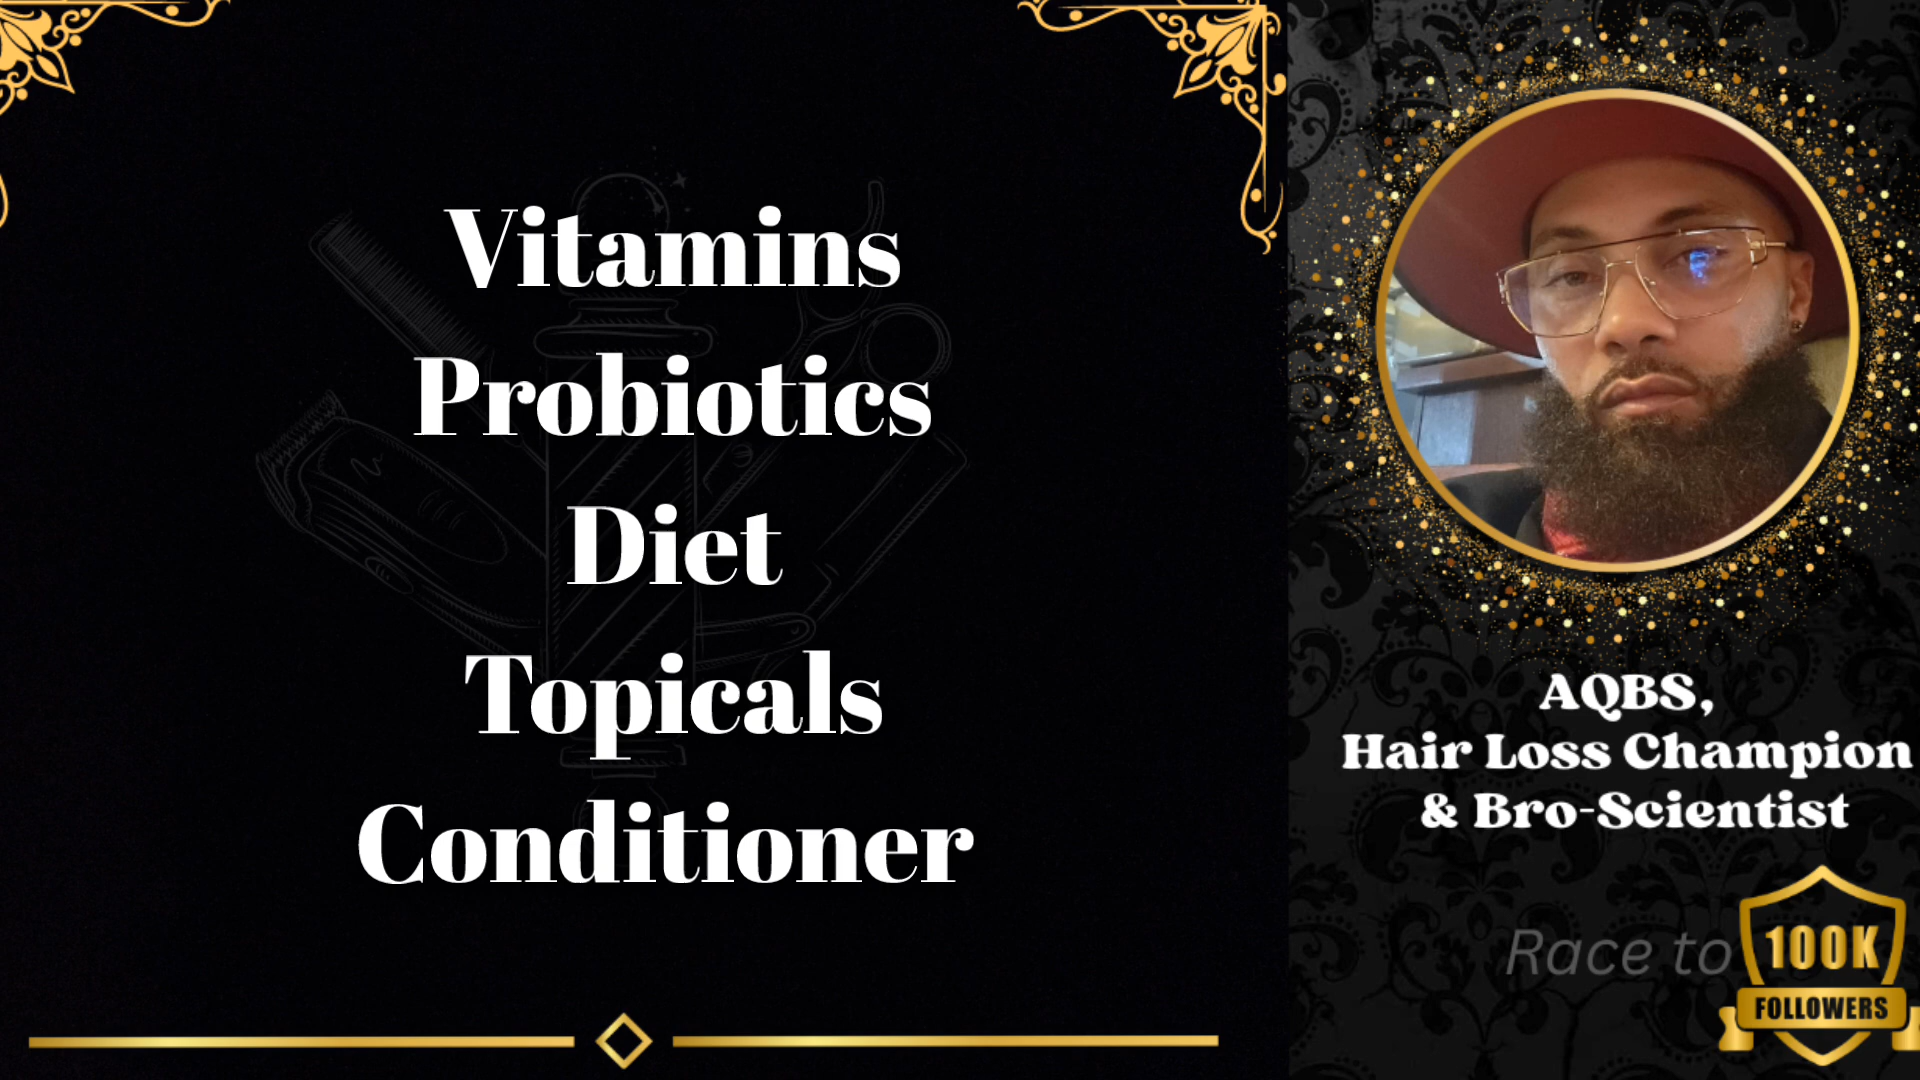 Vitamins
Probiotics
Diet
Topicals
Conditioner
AQBS,
Hair Loss Champion
& Bro-Scientist
Race to
100K
FOLLOWERS